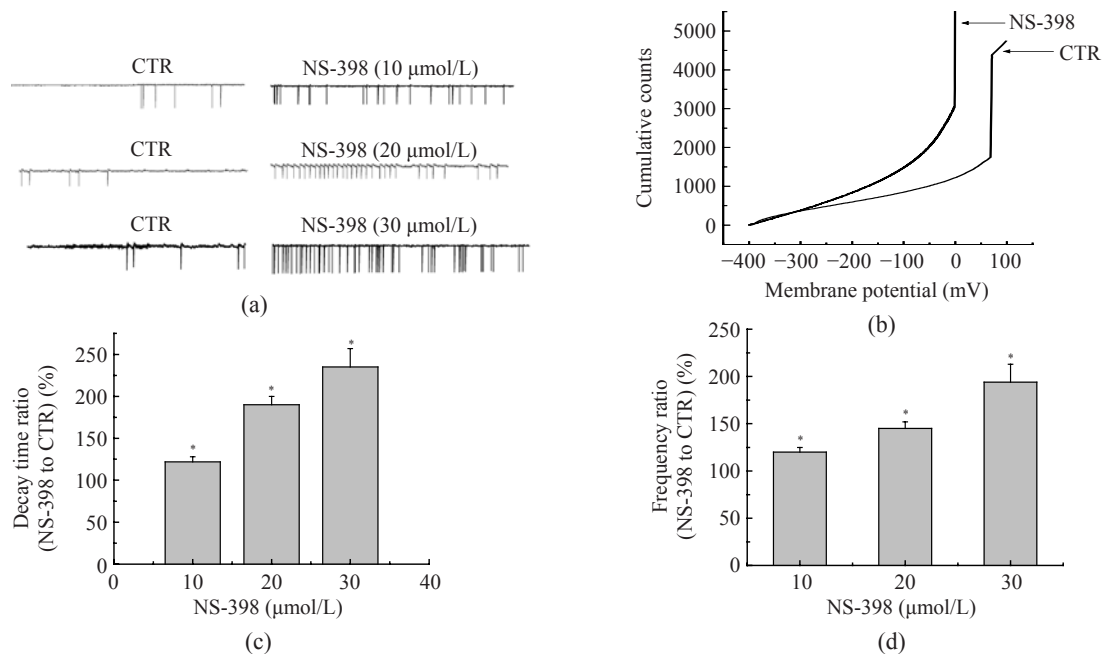 CTR
NS-398 (10 μmol/L)
CTR
NS-398 (20 μmol/L)
CTR
NS-398 (30 μmol/L)
(a)
5000
4000
3000
2000
1000
0
Cumulative counts
NS-398
CTR
−400
−300
−200
−100
0
100
Membrane potential (mV)
(b)
250
200
150
100
50
0
Decay time ratio
(NS-398 to CTR) (%)
*
*
*
0
10
20
30
40
NS-398 (μmol/L)
(c)
250
200
150
100
50
0
Frequency ratio
(NS-398 to CTR) (%)
*
*
*
10
20
30
NS-398 (μmol/L)
(d)